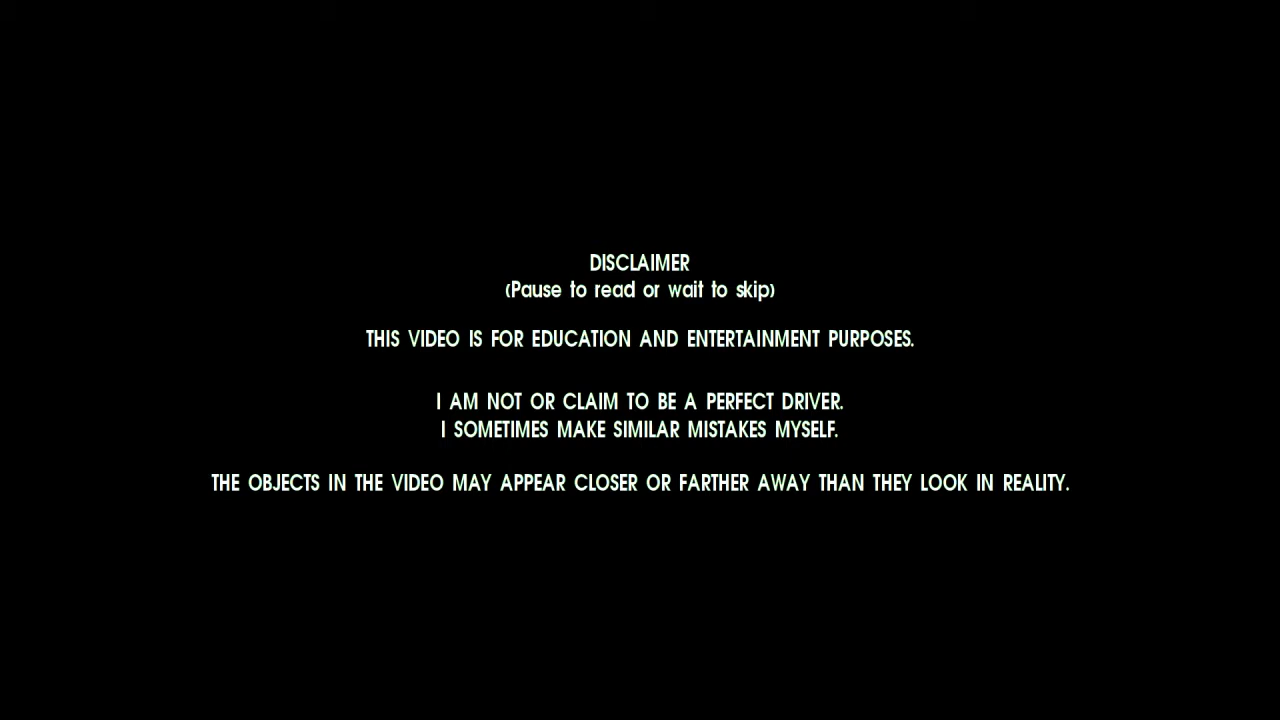 DISCLAIMER
(Pause to read or wait to skip)
THIS VIDEO IS FOR EDUCATION AND ENTERTAINMENT PURPOSES.
I AM NOT OR CLAIM TO BE A PERFECT DRIVER.
I SOMETIMES MAKE SIMILAR MISTAKES MYSELF.
THE OBJECTS IN THE VIDEO MAY APPEAR CLOSER OR FARTHER AWAY THAN THEY LOOK IN REALITY.